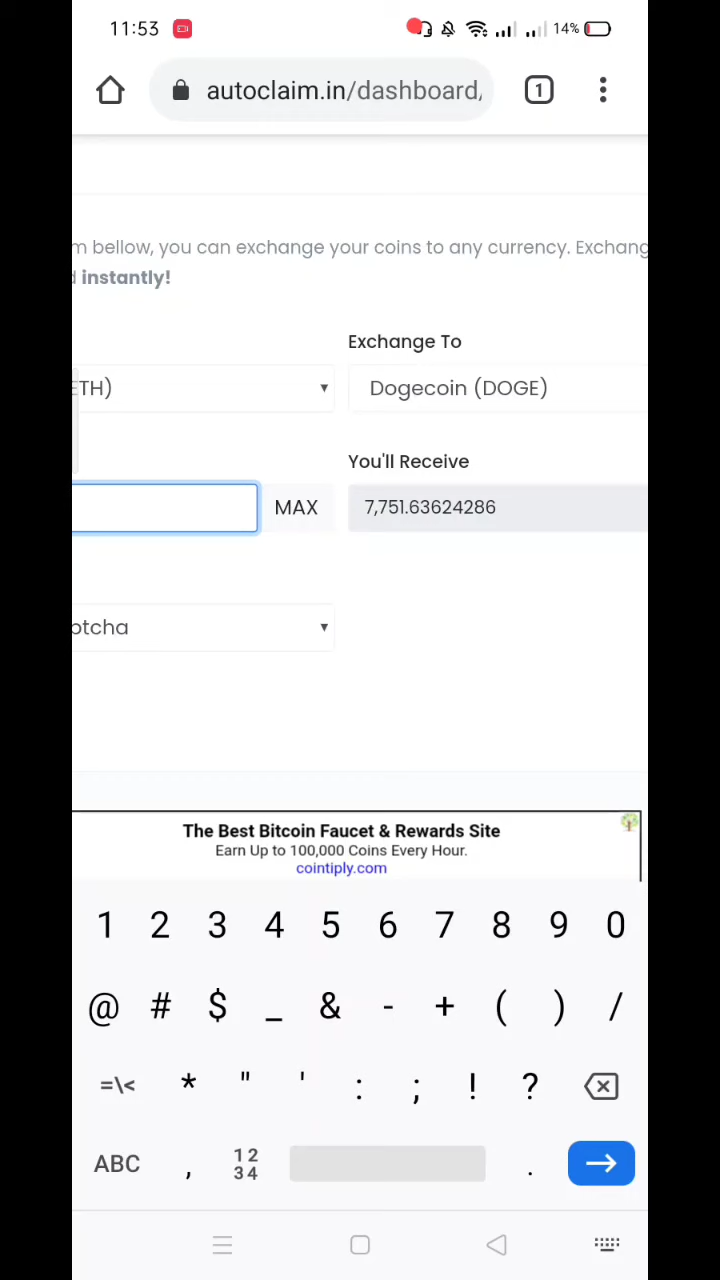 11:53
14%
autoclaim.in/dashboard,
1
m bellow, you can exchange your coins to any currency. Exchang
d instantly!
Exchange To
ETH)
Dogecoin (DOGE)
You'll Receive
MAX
7,751.63624286
ptcha
The Best Bitcoin Faucet & Rewards Site
Earn Up to 100,000 Coins Every Hour.
cointiply.com
1 2 3 4 5 6 7 8 9 0
@ # $ _ & - + ( ) /
=\< * " ' : ; ! ?
ABC , 12 34 .